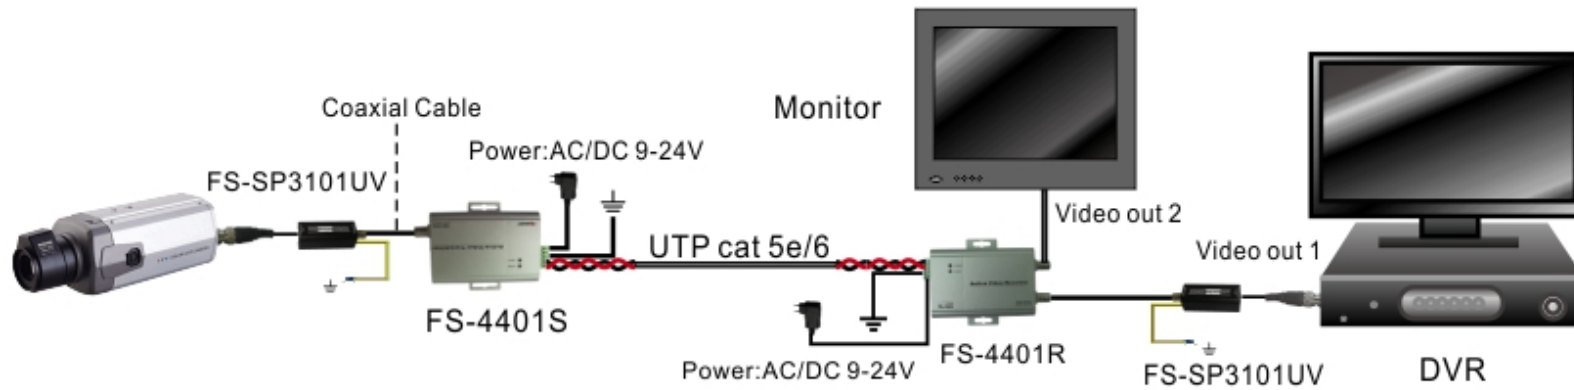 Coaxial Cable
Power:AC/DC 9-24V
FS-SP3101UV
FS-4401S
UTP cat 5e/6
Monitor
Video out 2
Video out 1
Power:AC/DC 9-24V
FS-4401R
FS-SP3101UV
DVR